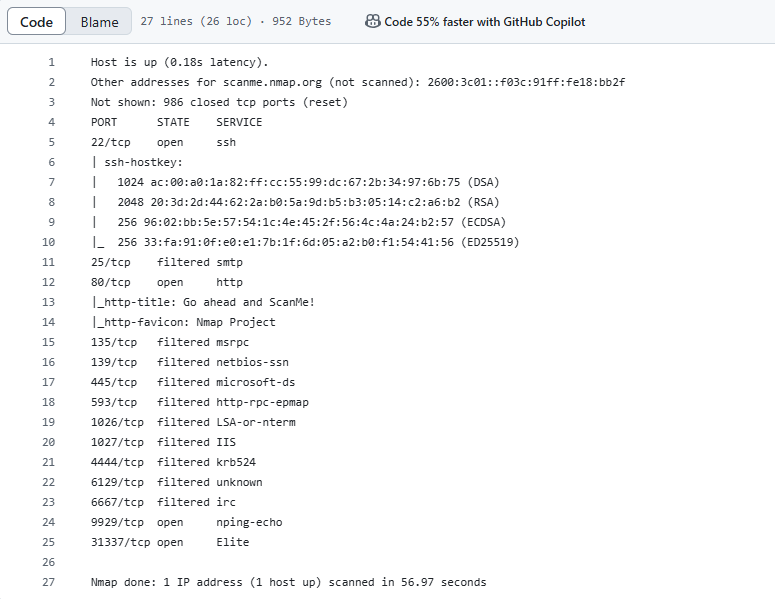 Code Blame 27 lines (26 loc) · 952 Bytes Code 55% faster with GitHub Copilot
1 Host is up (0.18s latency).
2 Other addresses for scanme.nmap.org (not scanned): 2600:3c01::f03c:91ff:fe18:bb2f
3 Not shown: 986 closed tcp ports (reset)
4 PORT      STATE    SERVICE
5 22/tcp    open     ssh
6 | ssh-hostkey:
7 |   1024 ac:00:a0:1a:82:ff:cc:55:99:dc:67:2b:34:97:6b:75 (DSA)
8 |   2048 20:3d:2d:44:62:2a:b0:5a:9d:b5:b3:05:14:c2:a6:b2 (RSA)
9 |   256 96:02:bb:5e:57:54:1c:4e:45:2f:56:4c:4a:24:b2:57 (ECDSA)
10 |_  256 33:fa:91:0f:e0:e1:7b:1f:6d:05:a2:b0:f1:54:41:56 (ED25519)
11 25/tcp    filtered smtp
12 80/tcp    open     http
13 |_http-title: Go ahead and ScanMe!
14 |_http-favicon: Nmap Project
15 135/tcp   filtered msrpc
16 139/tcp   filtered netbios-ssn
17 445/tcp   filtered microsoft-ds
18 593/tcp   filtered http-rpc-epmap
19 1026/tcp  filtered LSA-or-nterm
20 1027/tcp  filtered IIS
21 4444/tcp  filtered krb524
22 6129/tcp  filtered unknown
23 6667/tcp  filtered irc
24 9929/tcp  open     nping-echo
25 31337/tcp open     Elite
26
27 Nmap done: 1 IP address (1 host up) scanned in 56.97 seconds